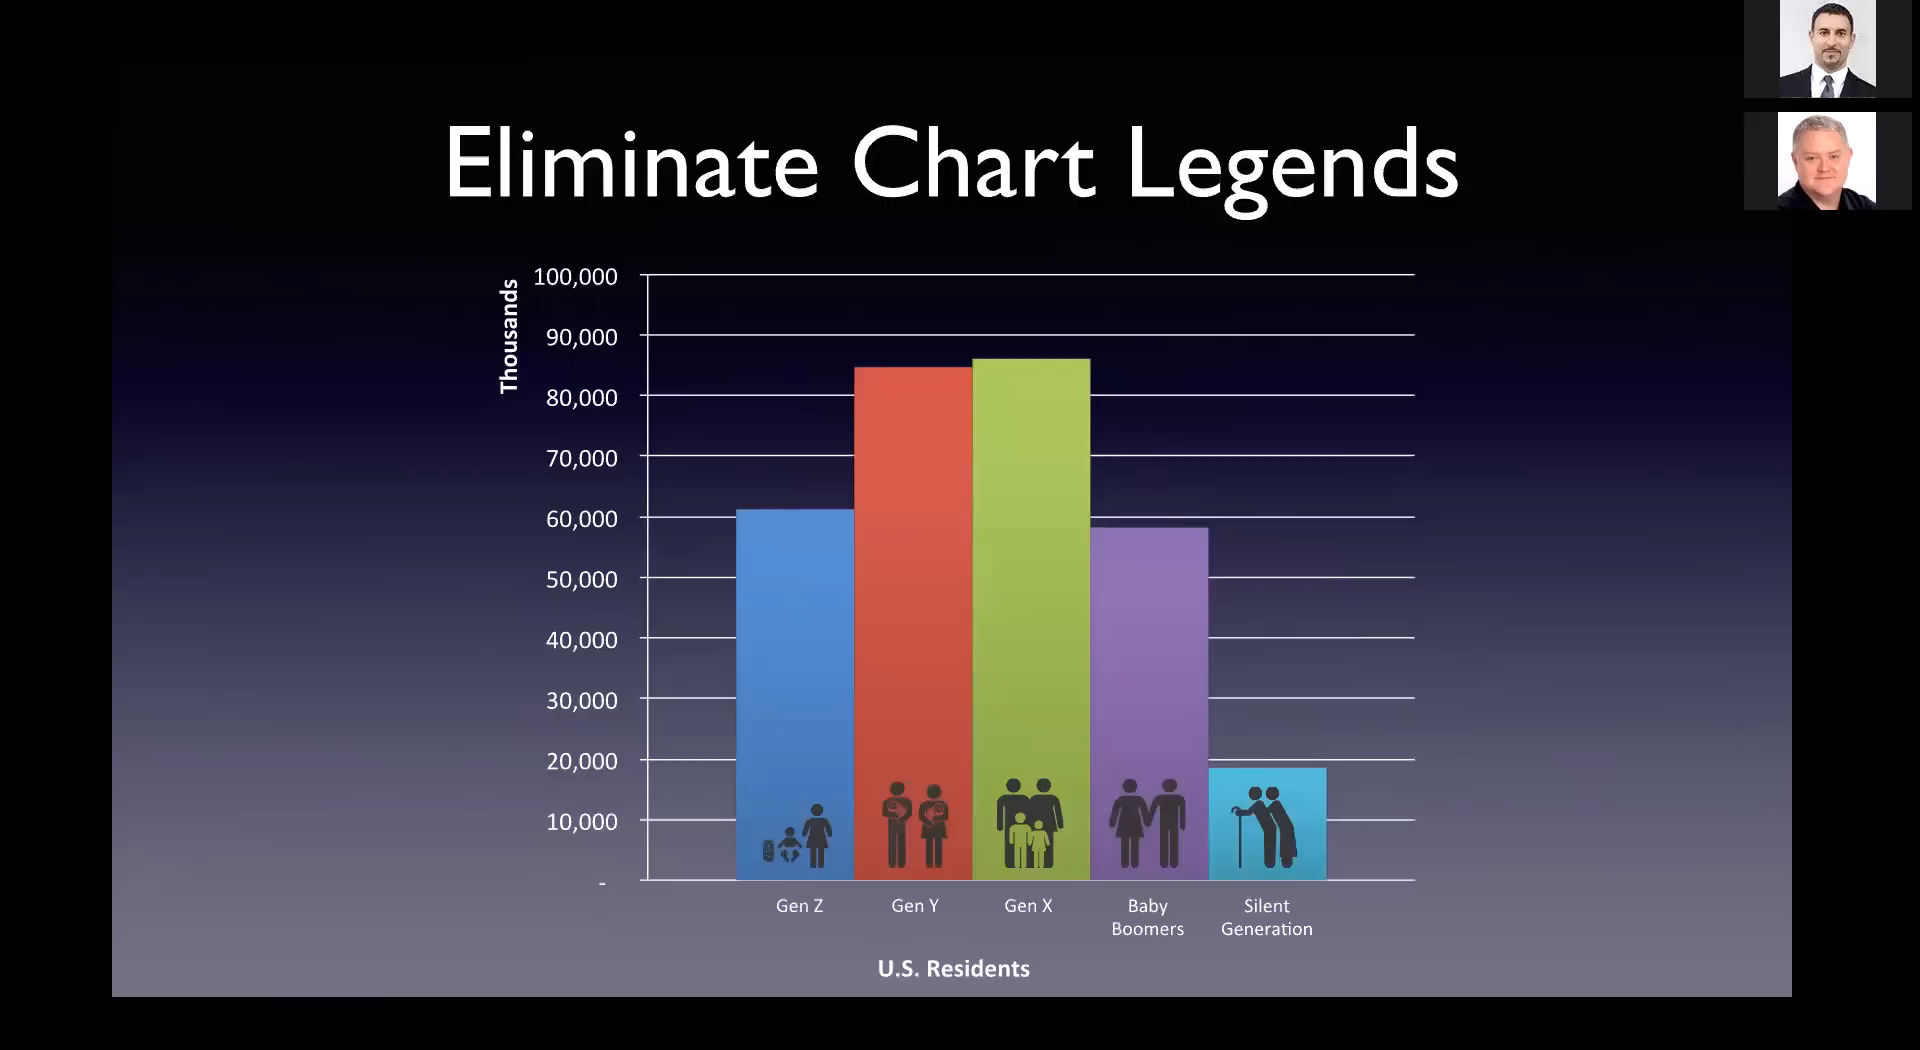 Eliminate Chart Legends
Thousands
100,000
90,000
80,000
70,000
60,000
50,000
40,000
30,000
20,000
10,000
-
Gen Z
Gen Y
Gen X
Baby
Boomers
Silent
Generation
U.S. Residents